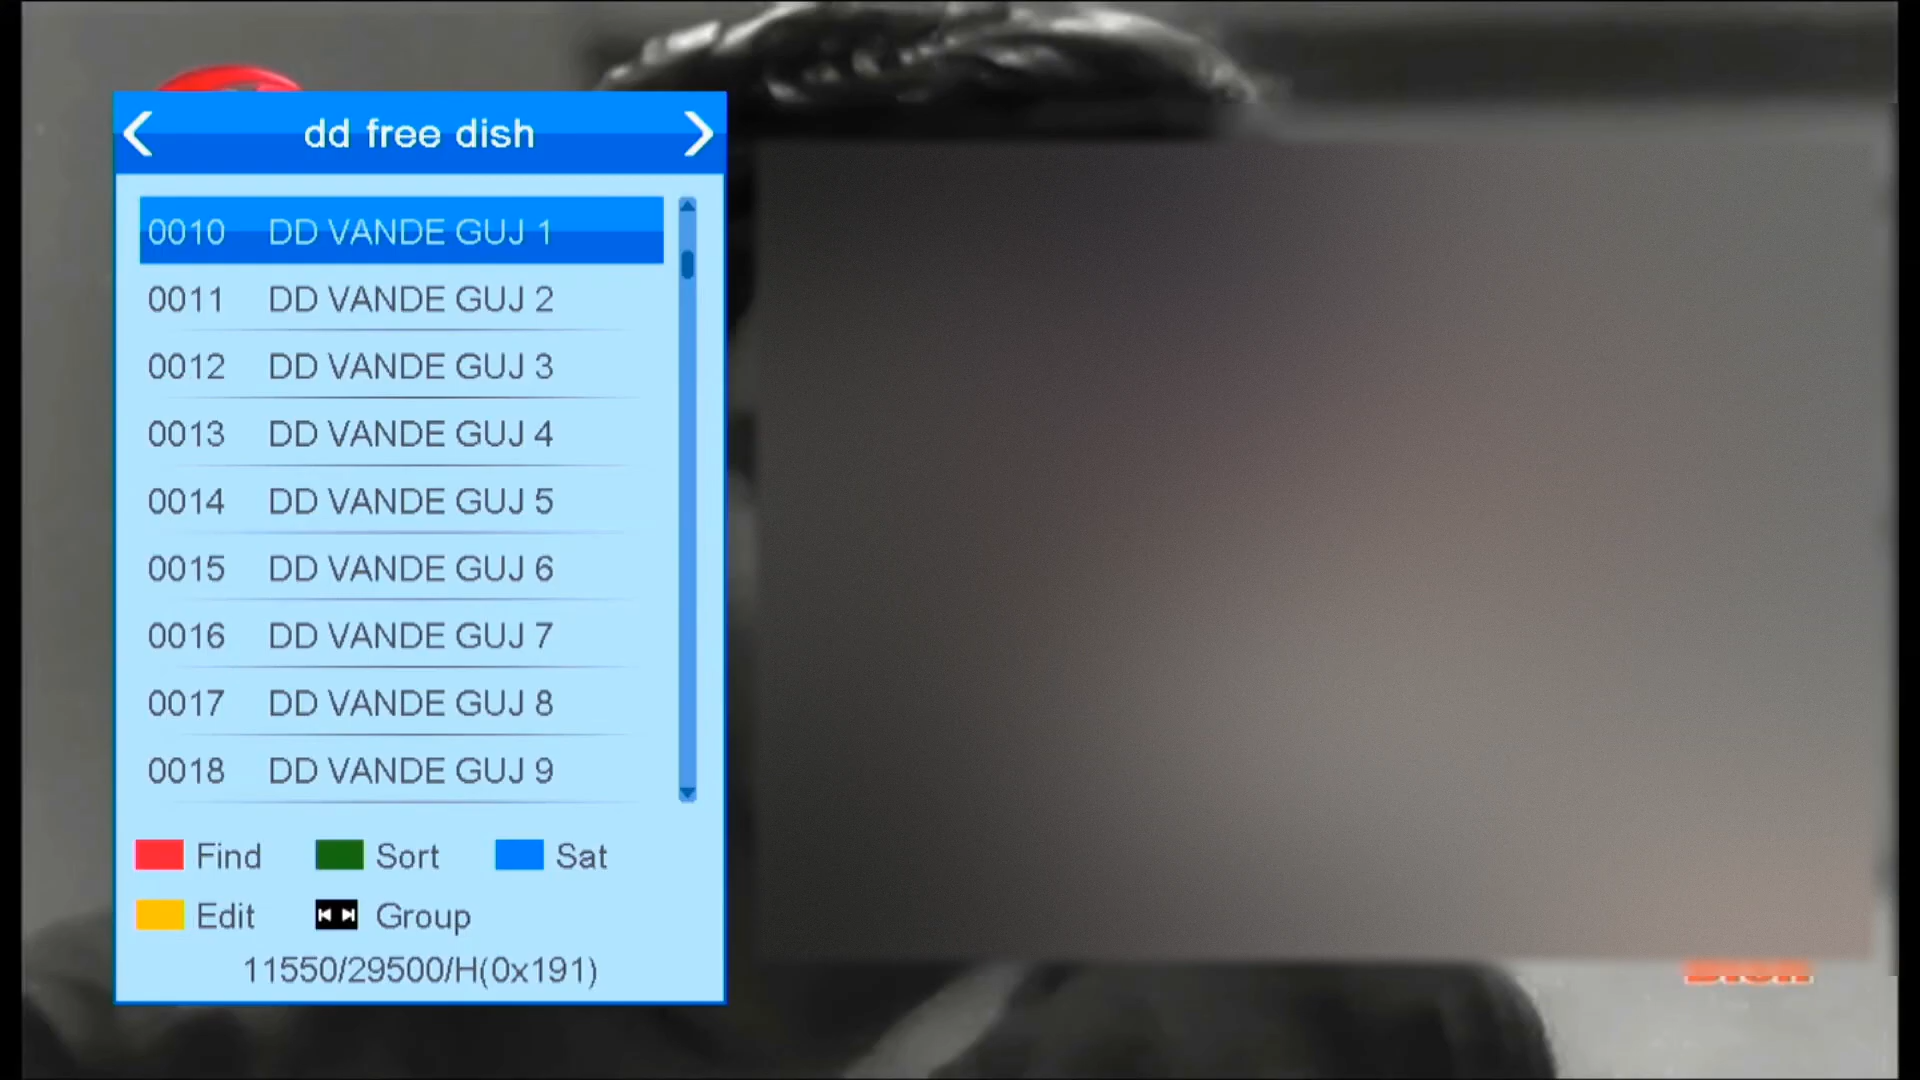 dd free dish
0010 DD VANDE GUJ 1
0011 DD VANDE GUJ 2
0012 DD VANDE GUJ 3
0013 DD VANDE GUJ 4
0014 DD VANDE GUJ 5
0015 DD VANDE GUJ 6
0016 DD VANDE GUJ 7
0017 DD VANDE GUJ 8
0018 DD VANDE GUJ 9
Find Sort Sat
Edit Group
11550/29500/H(0x191)